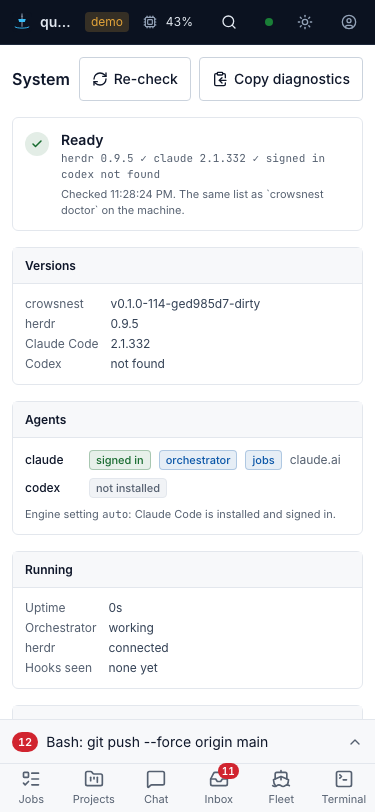 qu... demo 43%
System Re-check Copy diagnostics
Ready
herdr 0.9.5 ✓ claude 2.1.332 ✓ signed in
codex not found
Checked 11:28:24 PM. The same list as `crowsnest
doctor` on the machine.
Versions
crowsnest v0.1.0-114-ged985d7-dirty
herdr 0.9.5
Claude Code 2.1.332
Codex not found
Agents
claude signed in orchestrator jobs claude.ai
codex not installed
Engine setting auto: Claude Code is installed and signed in.
Running
Uptime 0s
Orchestrator working
herdr connected
Hooks seen none yet
12 Bash: git push --force origin main
11
Jobs Projects Chat Inbox Fleet Terminal